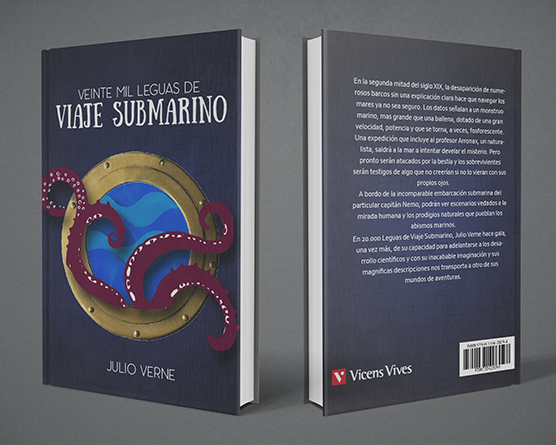 VEINTE MIL LEGUAS DE
VIAJE SUBMARINO
JULIO VERNE
En la segunda mitad del siglo XIX, la desaparición de nume-
rosos barcos sin una explicación clara hace que navegar los
mares ya no sea seguro. Los datos señalan a un monstruo
marino, mas grande que una ballena, dotado de una gran
velocidad, potencia y que se torna, a veces, fosforescente.
Una expedición que incluye al profesor Arronax, un natura-
lista, saldrá a la mar a intentar develar el misterio. Pero
pronto serán atacados por la bestia y los sobrevivientes
serán testigos de algo que no creerían si no lo vieran con sus
propios ojos.
A bordo de la incomparable embarcación submarina del
particular capitán Nemo, podrán ver escenarios vedados a la
mirada humana y los prodigios naturales que pueblan los
abismos marinos.
En 20.000 Leguas de Viaje Submarino, Julio Verne hace gala,
una vez más, de su capacidad para adelantarse a los desa-
rrollo científicos y con su inacabable imaginación y sus
magníficas descripciones nos transporta a otro de sus
mundos de aventuras.
Vicens Vives